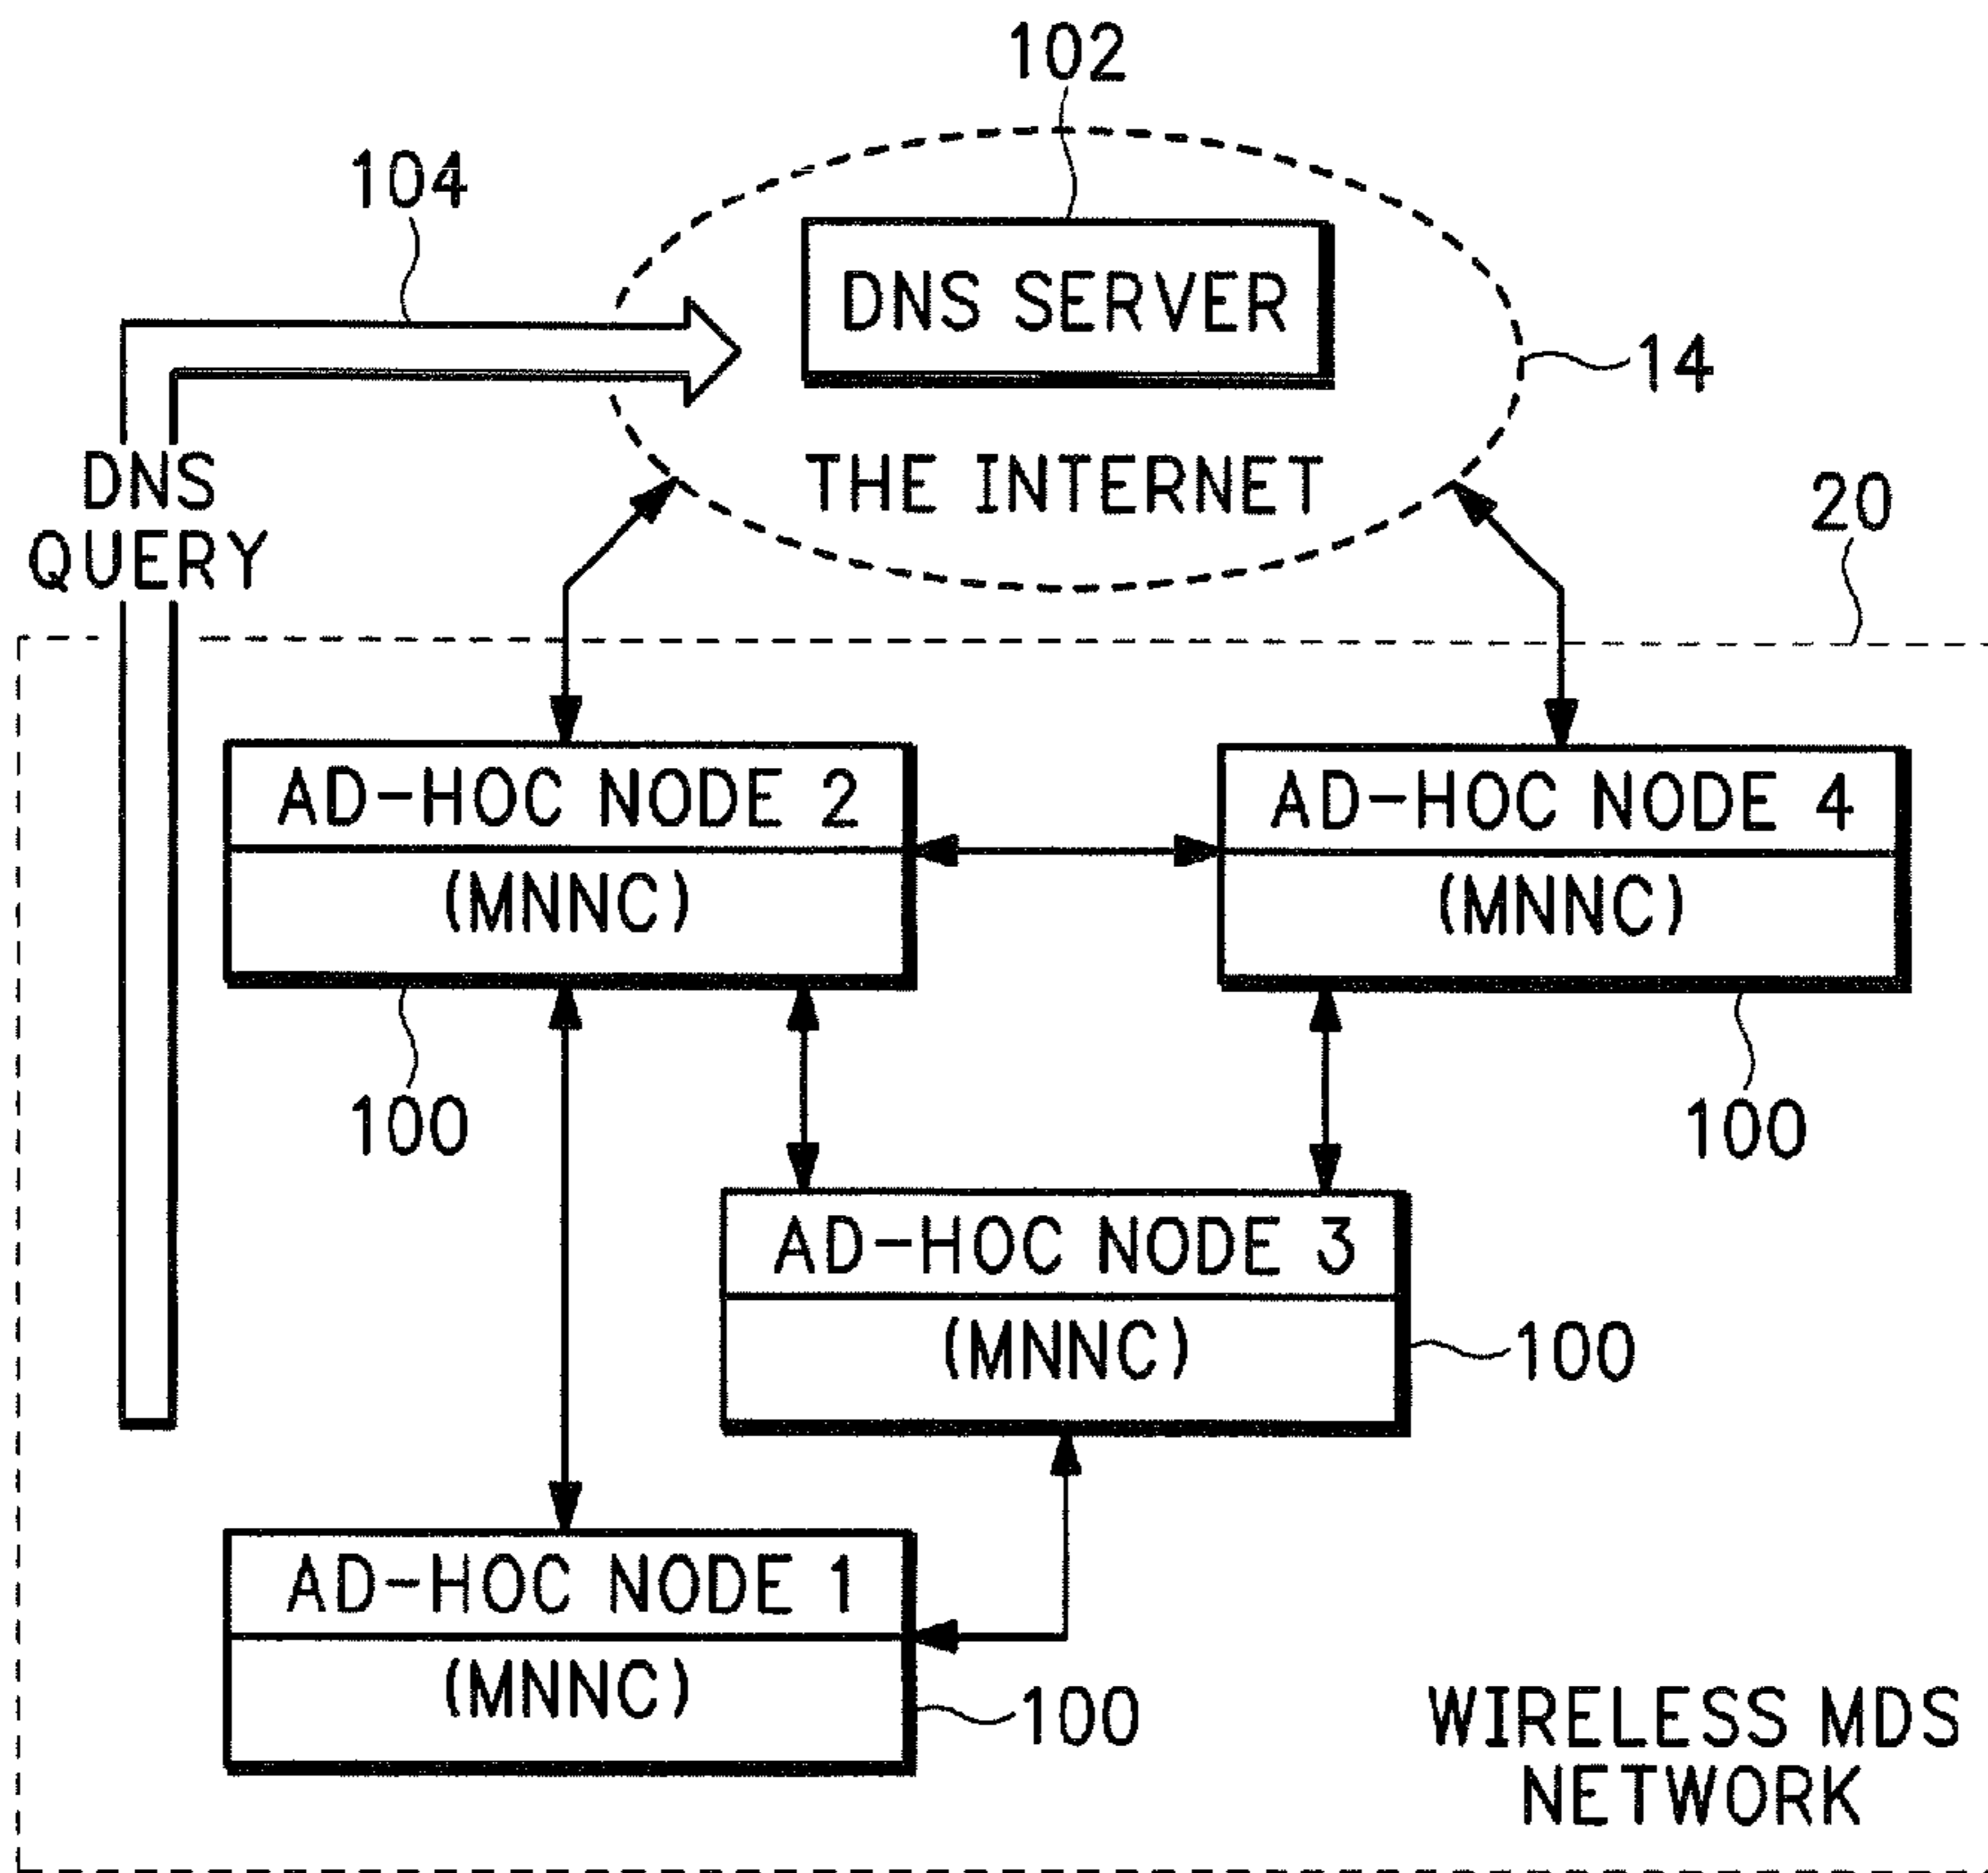 102
104
DNS SERVER
14
THE INTERNET
DNS
QUERY
20
AD-HOC NODE 2
(MNNC)
AD-HOC NODE 4
(MNNC)
100
100
AD-HOC NODE 3
(MNNC)
100
AD-HOC NODE 1
(MNNC)
100
WIRELESS MDS
NETWORK